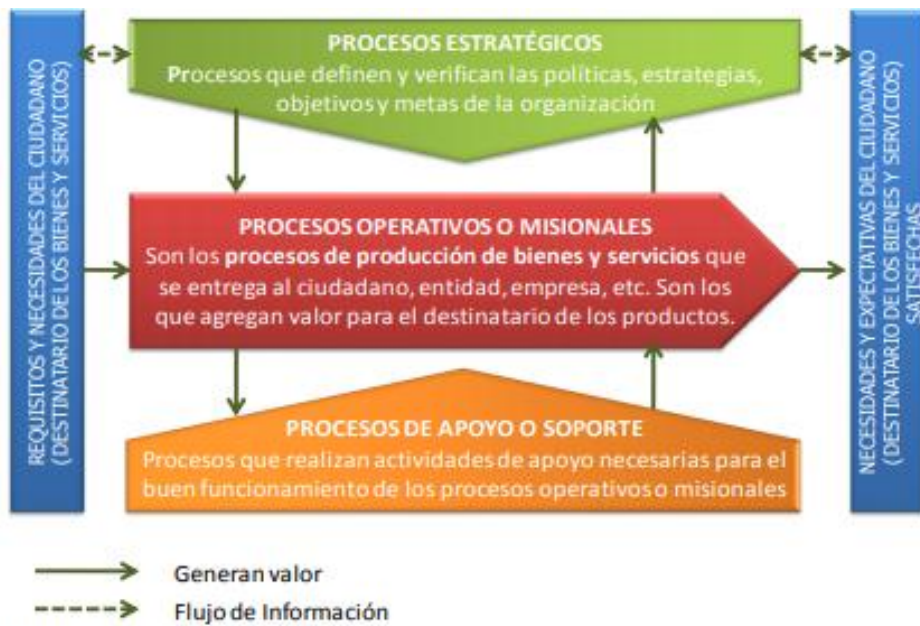 REQUISITOS Y NECESIDADES DEL CIUDADANO
(DESTINATARIO DE LOS BIENES Y SERVICIOS)
PROCESOS ESTRATÉGICOS
Procesos que definen y verifican las políticas, estrategias,
objetivos y metas de la organización
PROCESOS OPERATIVOS O MISIONALES
Son los procesos de producción de bienes y servicios que
se entrega al ciudadano, entidad, empresa, etc. Son los
que agregan valor para el destinatario de los productos.
PROCESOS DE APOYO O SOPORTE
Procesos que realizan actividades de apoyo necesarias para el
buen funcionamiento de los procesos operativos o misionales
NECESIDADES Y EXPECTATIVAS DEL CIUDADANO
(DESTINATARIO DE LOS BIENES Y SERVICIOS)
SATISFECHAS
Generan valor
Flujo de Información